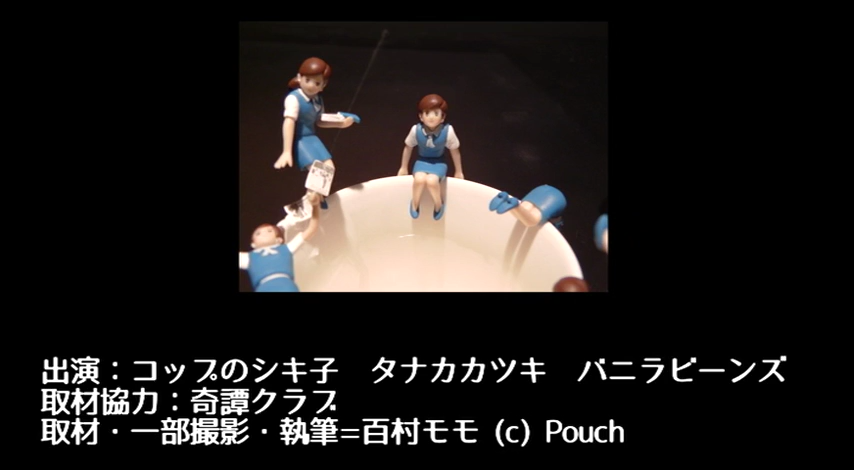 出演：コップのシキ子　タナカカツキ　バニラビーンズ
取材協力：奇譚クラブ
取材・一部撮影・執筆=百村モモ (c) Pouch